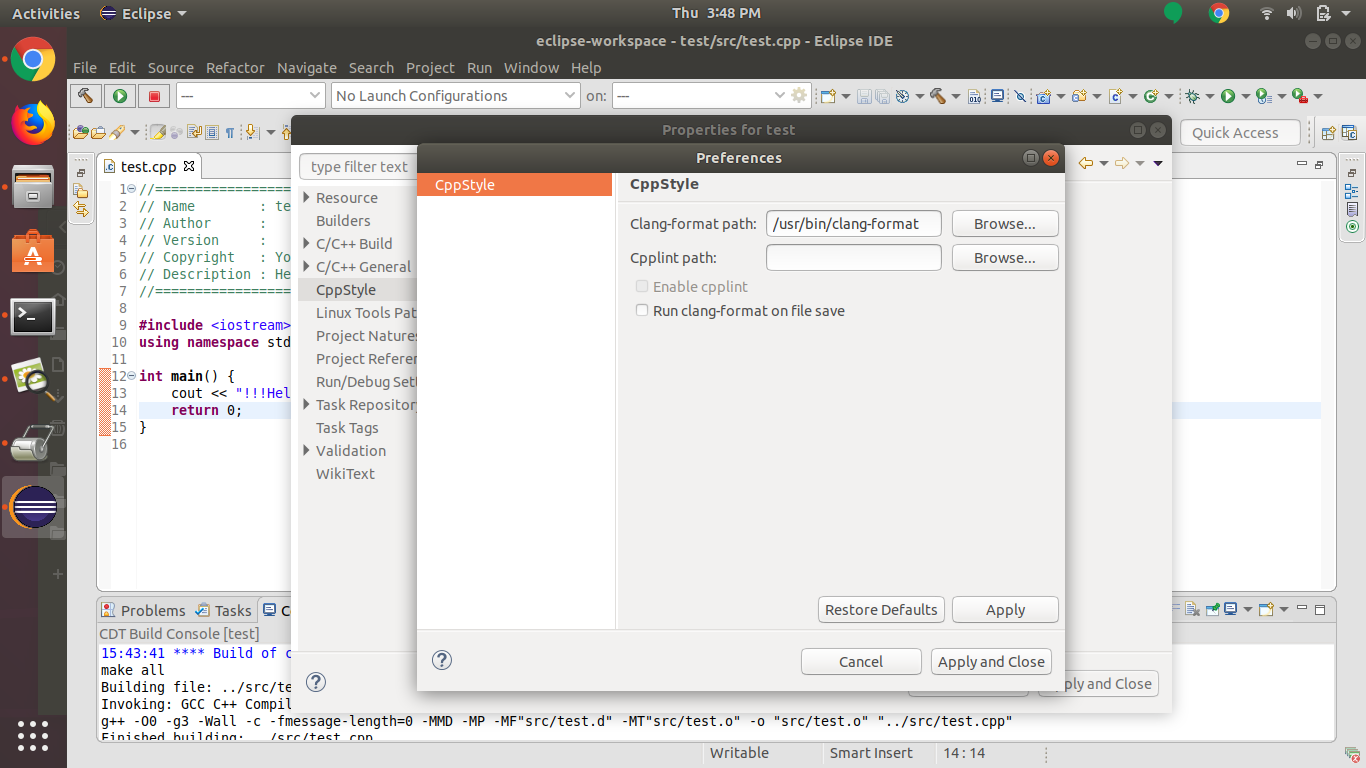 Activities Eclipse Thu 3:48 PM
eclipse-workspace - test/src/test.cpp - Eclipse IDE
File Edit Source Refactor Navigate Search Project Run Window Help
--- No Launch Configurations on: ---
Quick Access
Properties for test
type filter text
Resource
Builders
C/C++ Build
C/C++ General
CppStyle
Linux Tools Pat
Project Natures
Project Referen
Run/Debug Sett
Task Repository
Task Tags
Validation
WikiText
Apply and Close
Preferences
CppStyle
CppStyle
Clang-format path: /usr/bin/clang-format Browse...
Cpplint path: Browse...
Enable cpplint
Run clang-format on file save
Restore Defaults Apply
Cancel Apply and Close
test.cpp
1 //===================
2 // Name : te
3 // Author :
4 // Version :
5 // Copyright : Yo
6 // Description : He
7 //===================
8
9 #include <iostream>
10 using namespace std
11
12 int main() {
13 cout << "!!!Hel
14 return 0;
15 }
16
Problems Tasks C
CDT Build Console [test]
15:43:41 **** Build of c
make all
Building file: ../src/te
Invoking: GCC C++ Compil
g++ -O0 -g3 -Wall -c -fmessage-length=0 -MMD -MP -MF"src/test.d" -MT"src/test.o" -o "src/test.o" "../src/test.cpp"
Finished building: ../src/test.cpp
Writable Smart Insert 14 : 14